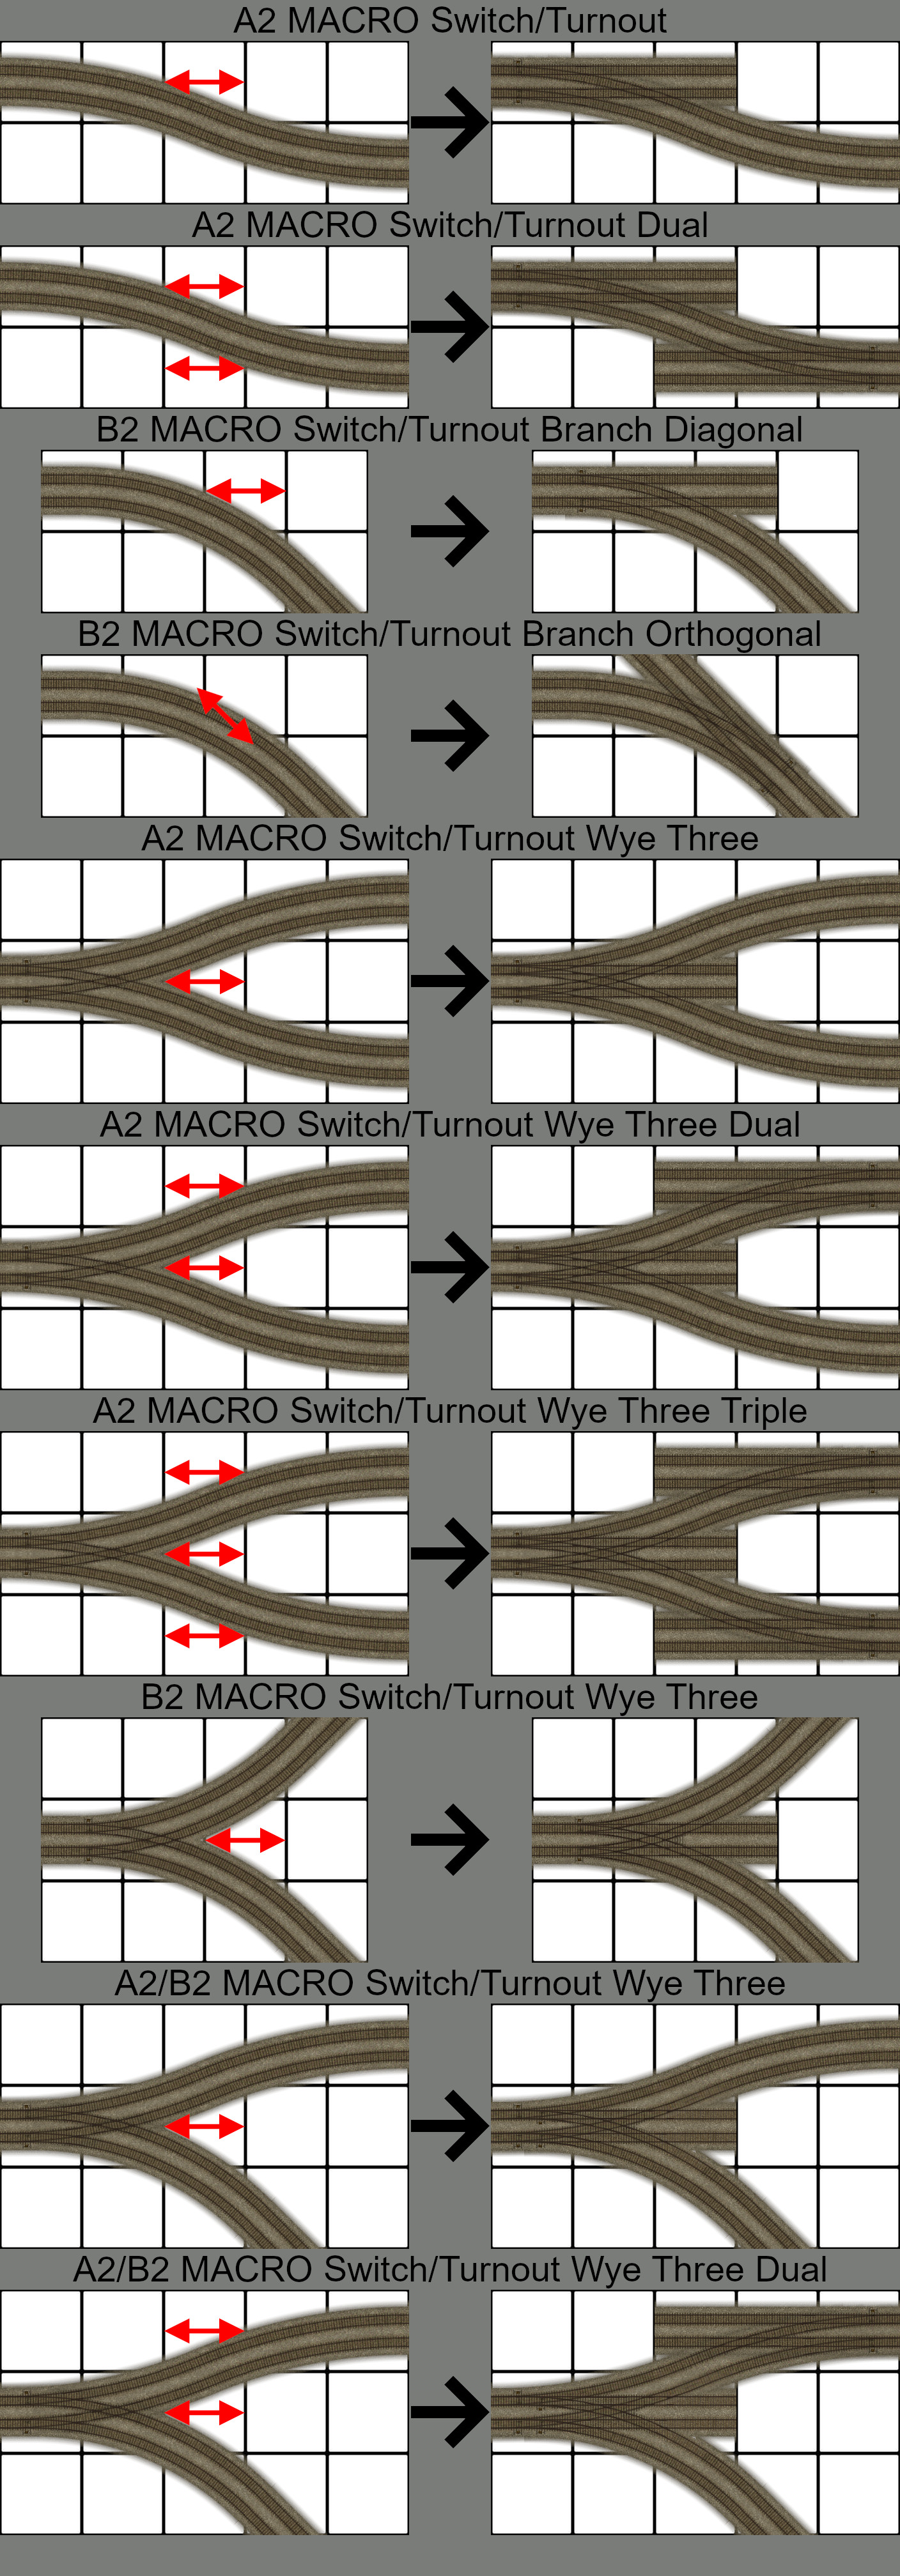 A2 MACRO Switch/Turnout
A2 MACRO Switch/Turnout Dual
B2 MACRO Switch/Turnout Branch Diagonal
B2 MACRO Switch/Turnout Branch Orthogonal
A2 MACRO Switch/Turnout Wye Three
A2 MACRO Switch/Turnout Wye Three Dual
A2 MACRO Switch/Turnout Wye Three Triple
B2 MACRO Switch/Turnout Wye Three
A2/B2 MACRO Switch/Turnout Wye Three
A2/B2 MACRO Switch/Turnout Wye Three Dual